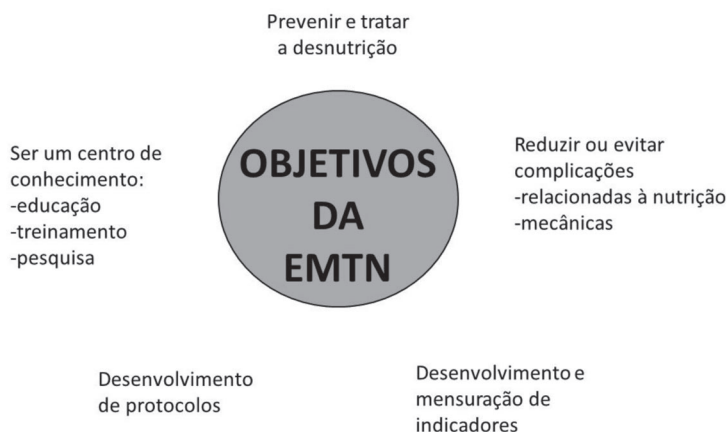 Prevenir e tratar
a desnutrição
Ser um centro de
conhecimento:
-educação
-treinamento
-pesquisa
OBJETIVOS
DA
EMTN
Reduzir ou evitar
complicações
-relacionadas à nutrição
-mecânicas
Desenvolvimento
de protocolos
Desenvolvimento e
mensuração de
indicadores